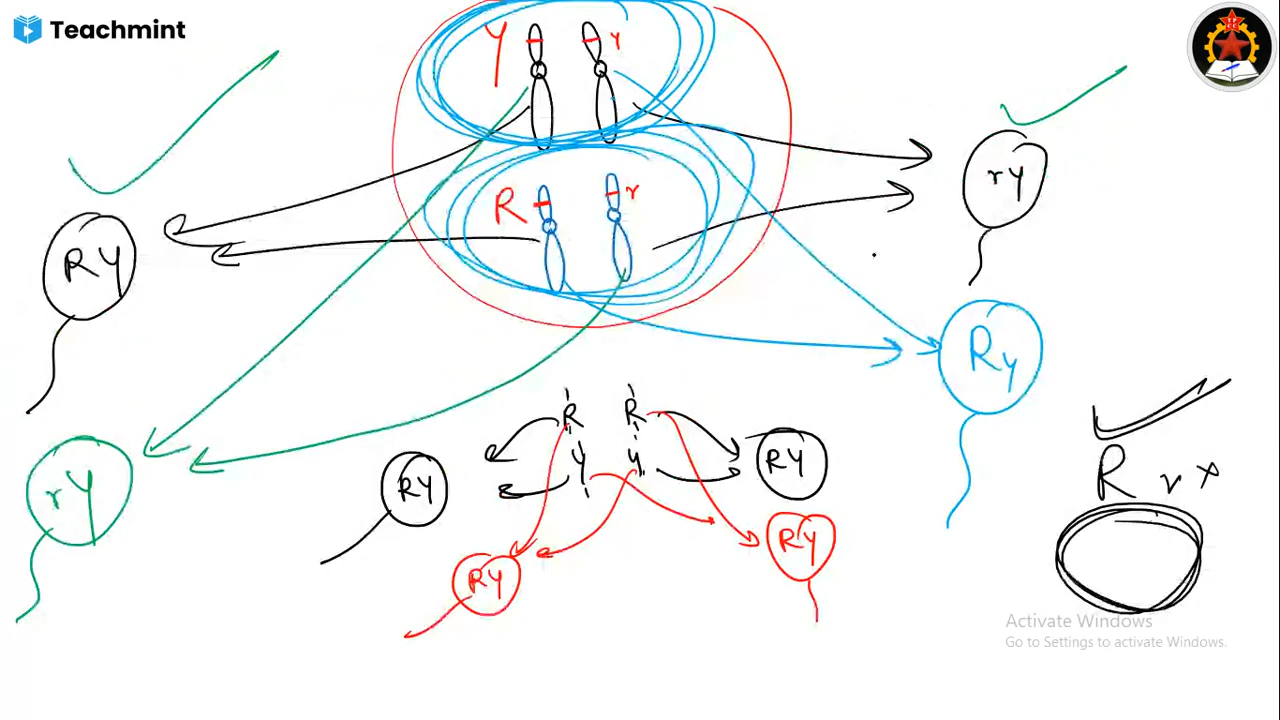 Teachmint
Y y
R r
RY
rY
rY
Ry
R R
Y Y
RY
RY
RY
RY
R r x
Activate Windows
Go to Settings to activate Windows.